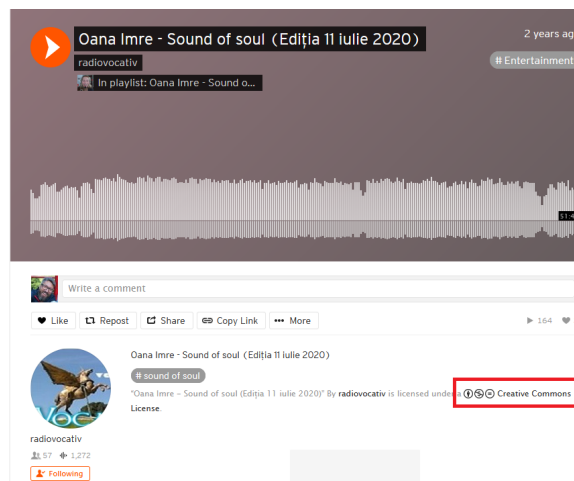 Oana Imre - Sound of soul (Ediția 11 iulie 2020)
2 years ag
radiovocativ
# Entertainment
In playlist: Oana Imre - Sound o...
51:4
Write a comment
Like Repost Share Copy Link More
164
Oana Imre - Sound of soul (Ediția 11 iulie 2020)
# sound of soul
"Oana Imre – Sound of soul (Ediția 11 iulie 2020)" By radiovocativ is licensed under a Creative Commons
License.
radiovocativ
57 1,272
Following